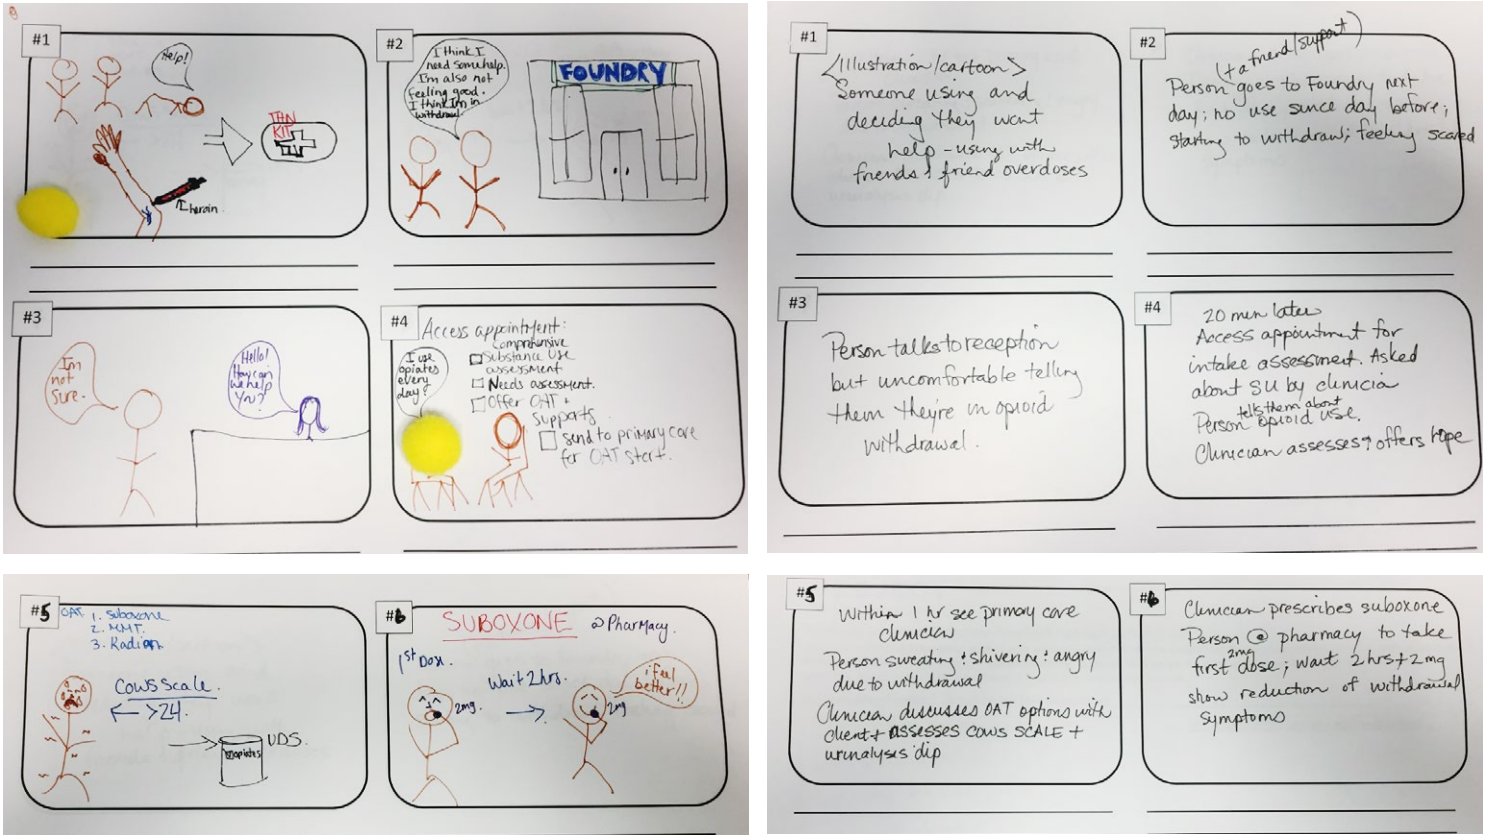 #1
Help!
THN
KIT
heroin
#2
I think I
need some help.
I'm also not
feeling good.
I think I'm in
withdrawal.
FOUNDRY
#3
I'm
not
sure.
Hello!
How can
we help
you?
#4
Access appointment:
Comprehensive
Substance Use
assessment
Needs assessment.
Offer OAT +
supports
Send to primary care
for OAT start.
I use
opiates
every
day?
#1
<Illustration/cartoon>
Someone using and
deciding they want
help - using with
friends & friend overdoses
#2
(+ a friend/support)
Person goes to Foundry next
day; no use since day before;
starting to withdraw; feeling scared
#3
Person talks to reception
but uncomfortable telling
them they're in opioid
withdrawal.
#4
20 min later
Access appointment for
intake assessment. Asked
about SU by clinicia
tells them about
Person opioid use.
Clinician assesses & offers hope
#5
OAT
1. Suboxone
2. MMT.
3. Kadian
COWS Scale.
>24.
UDS.
opiates
#6
SUBOXONE @ Pharmacy.
1st Dose.
Wait 2hrs.
2mg.
2mg
i feel
better!!
#5
Within 1 hr see primary care
clinician
Person sweating + shivering + angry
due to withdrawal
Clinician discusses OAT options with
client + ASSESSES COWS SCALE +
urinalyses dip
#6
Clinician prescribes suboxone
Person @ pharmacy to take
2mg
first dose; wait 2hrs + 2mg
show reduction of withdrawal
symptoms